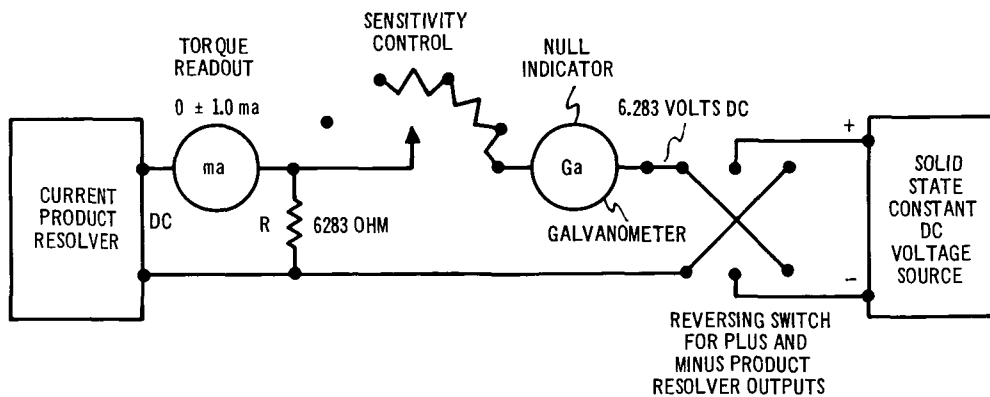 SENSITIVITY
CONTROL
TORQUE
READOUT
0 ± 1.0 ma
NULL
INDICATOR
6.283 VOLTS DC
+
CURRENT
PRODUCT
RESOLVER
DC
ma
R
6283 OHM
Ga
GALVANOMETER
SOLID
STATE
CONSTANT
DC
VOLTAGE
SOURCE
-
REVERSING SWITCH
FOR PLUS AND
MINUS PRODUCT
RESOLVER OUTPUTS